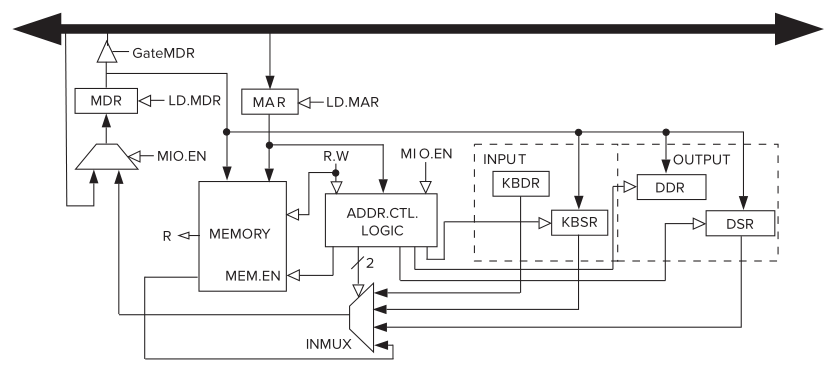 GateMDR
MDR
LD.MDR
MAR
LD.MAR
MIO.EN
R.W
MIO.EN
INPUT
OUTPUT
KBDR
DDR
ADDR.CTL.
LOGIC
KBSR
DSR
R
MEMORY
MEM.EN
2
INMUX